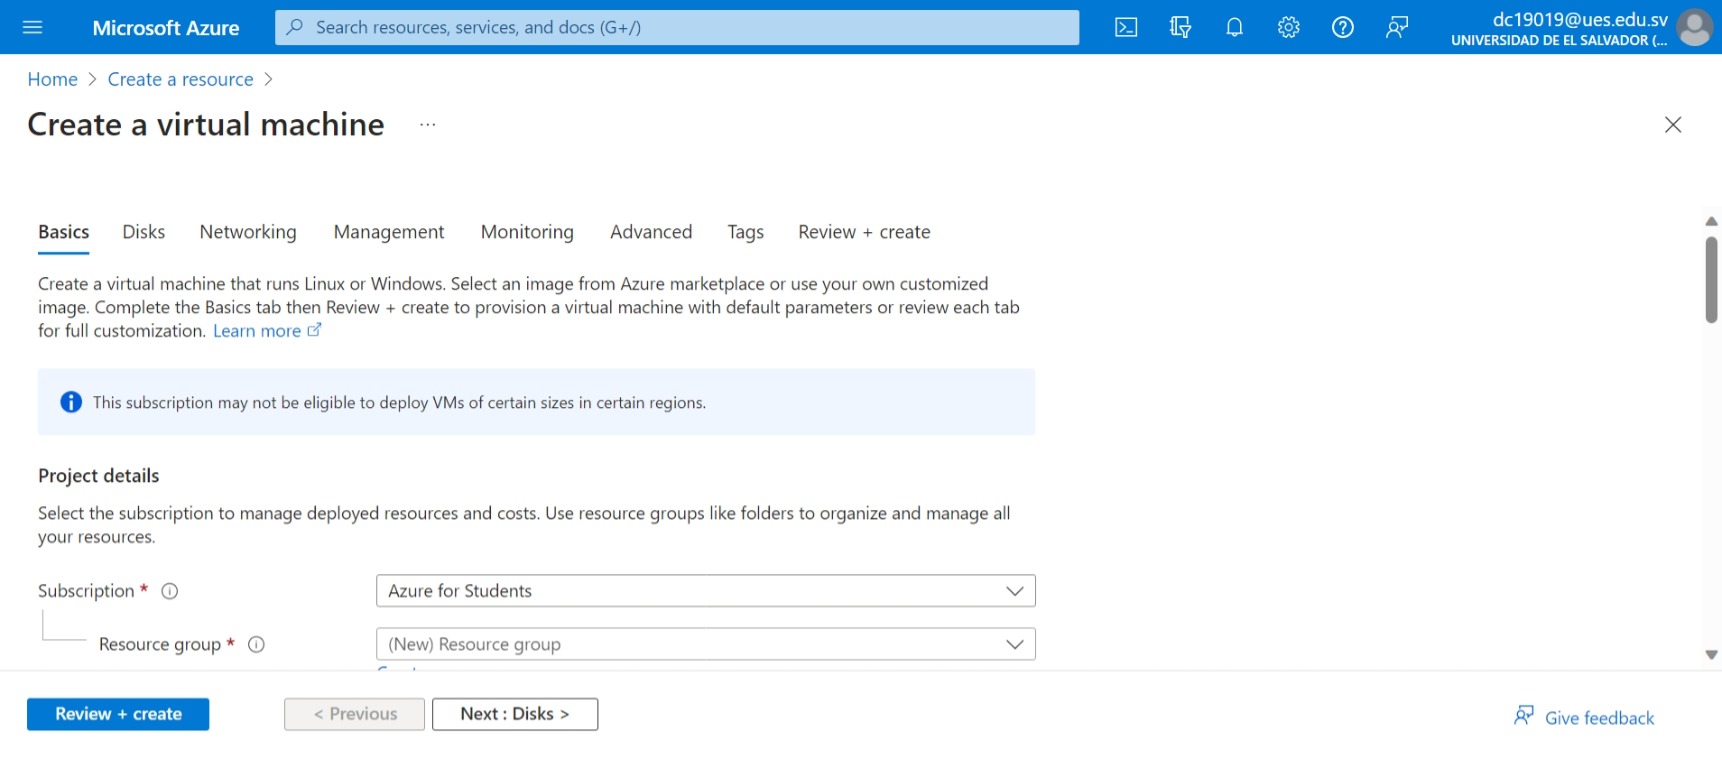 Microsoft Azure
Search resources, services, and docs (G+/)
dc19019@ues.edu.sv
UNIVERSIDAD DE EL SALVADOR (...
Home > Create a resource >
Create a virtual machine ...
Basics Disks Networking Management Monitoring Advanced Tags Review + create
Create a virtual machine that runs Linux or Windows. Select an image from Azure marketplace or use your own customized
image. Complete the Basics tab then Review + create to provision a virtual machine with default parameters or review each tab
for full customization. Learn more
This subscription may not be eligible to deploy VMs of certain sizes in certain regions.
Project details
Select the subscription to manage deployed resources and costs. Use resource groups like folders to organize and manage all
your resources.
Subscription * Azure for Students
Resource group * (New) Resource group
Review + create < Previous Next : Disks > Give feedback